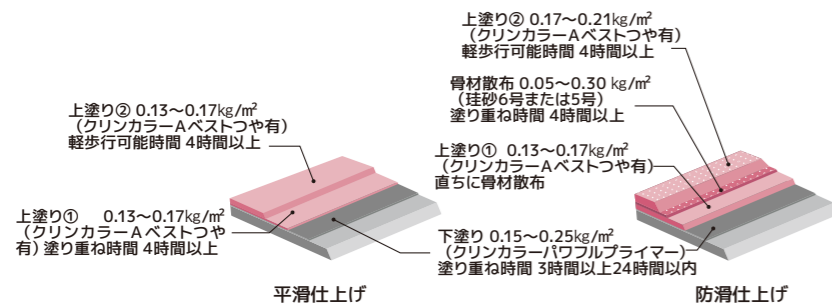 上塗り② 0.17〜0.21kg/㎡
(クリンカラーAベストつや有)
軽歩行可能時間 4時間以上
骨材散布 0.05〜0.30 kg/㎡
(珪砂6号または5号)
塗り重ね時間 4時間以上
上塗り① 0.13〜0.17kg/㎡
(クリンカラーAベストつや有)
直ちに骨材散布
上塗り② 0.13〜0.17kg/㎡
(クリンカラーAベストつや有)
軽歩行可能時間 4時間以上
上塗り① 0.13〜0.17kg/㎡
(クリンカラーAベストつや
有) 塗り重ね時間 4時間以上
下塗り 0.15〜0.25kg/㎡
(クリンカラーパワフルプライマー)
塗り重ね時間 3時間以上24時間以内
平滑仕上げ
防滑仕上げ